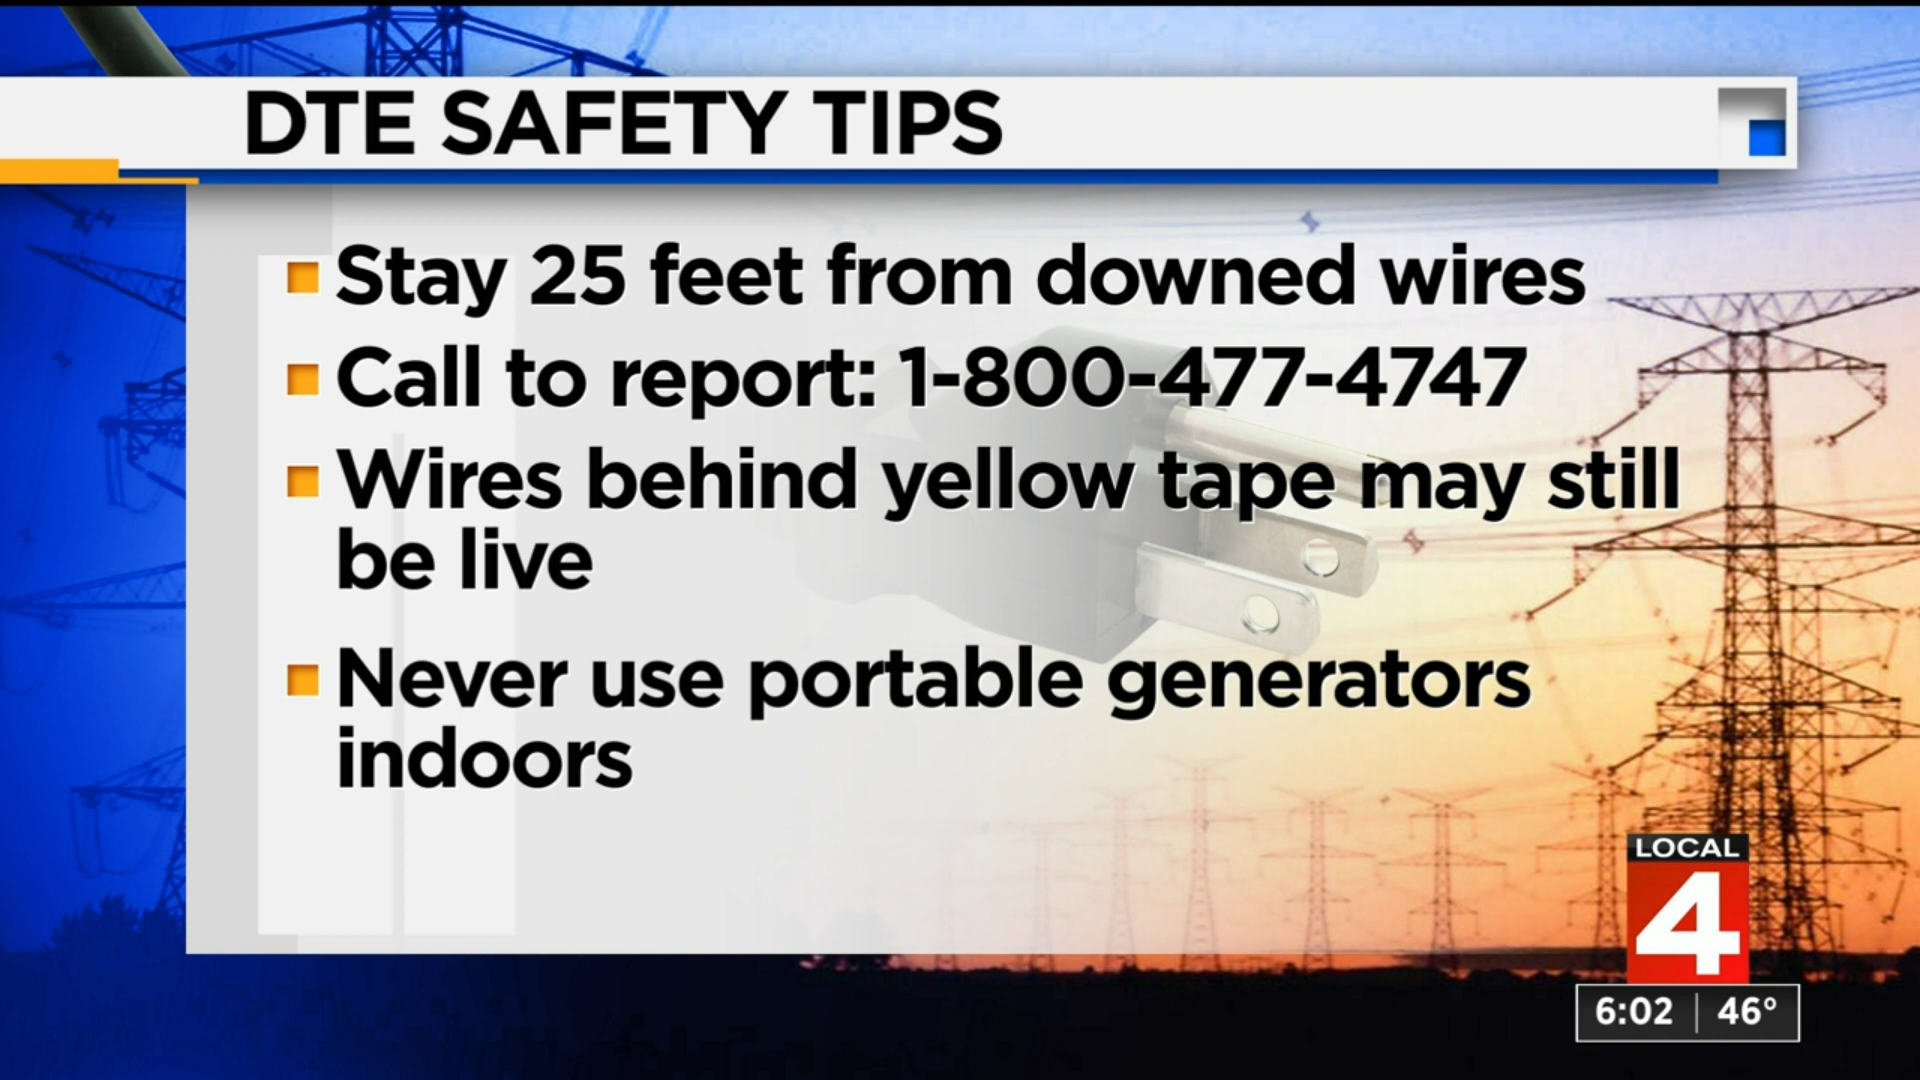 DTE SAFETY TIPS
Stay 25 feet from downed wires
Call to report: 1-800-477-4747
Wires behind yellow tape may still
be live
Never use portable generators
indoors
LOCAL
4
6:02 46°